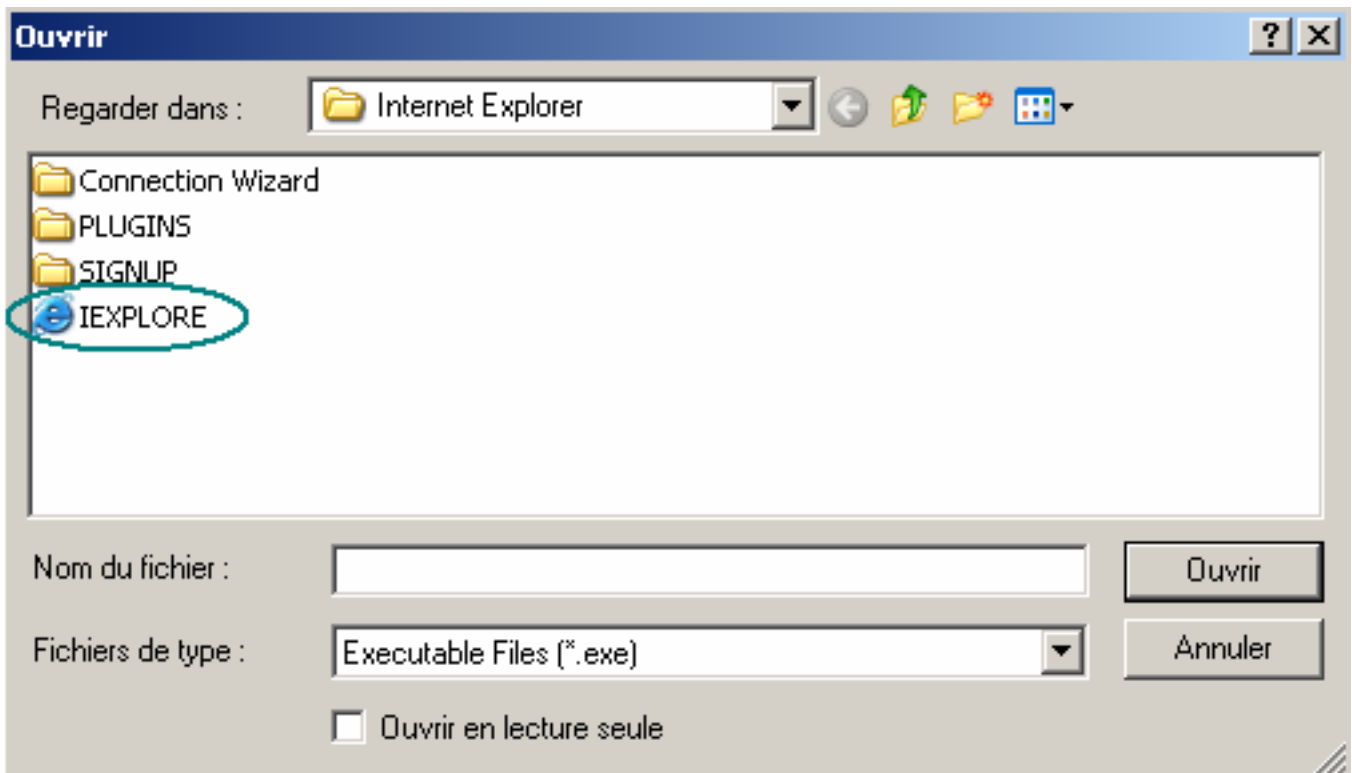 Ouvrir
Regarder dans :
Internet Explorer
Connection Wizard
PLUGINS
SIGNUP
IEXPLORE
Nom du fichier :
Ouvrir
Fichiers de type :
Executable Files (*.exe)
Annuler
Ouvrir en lecture seule